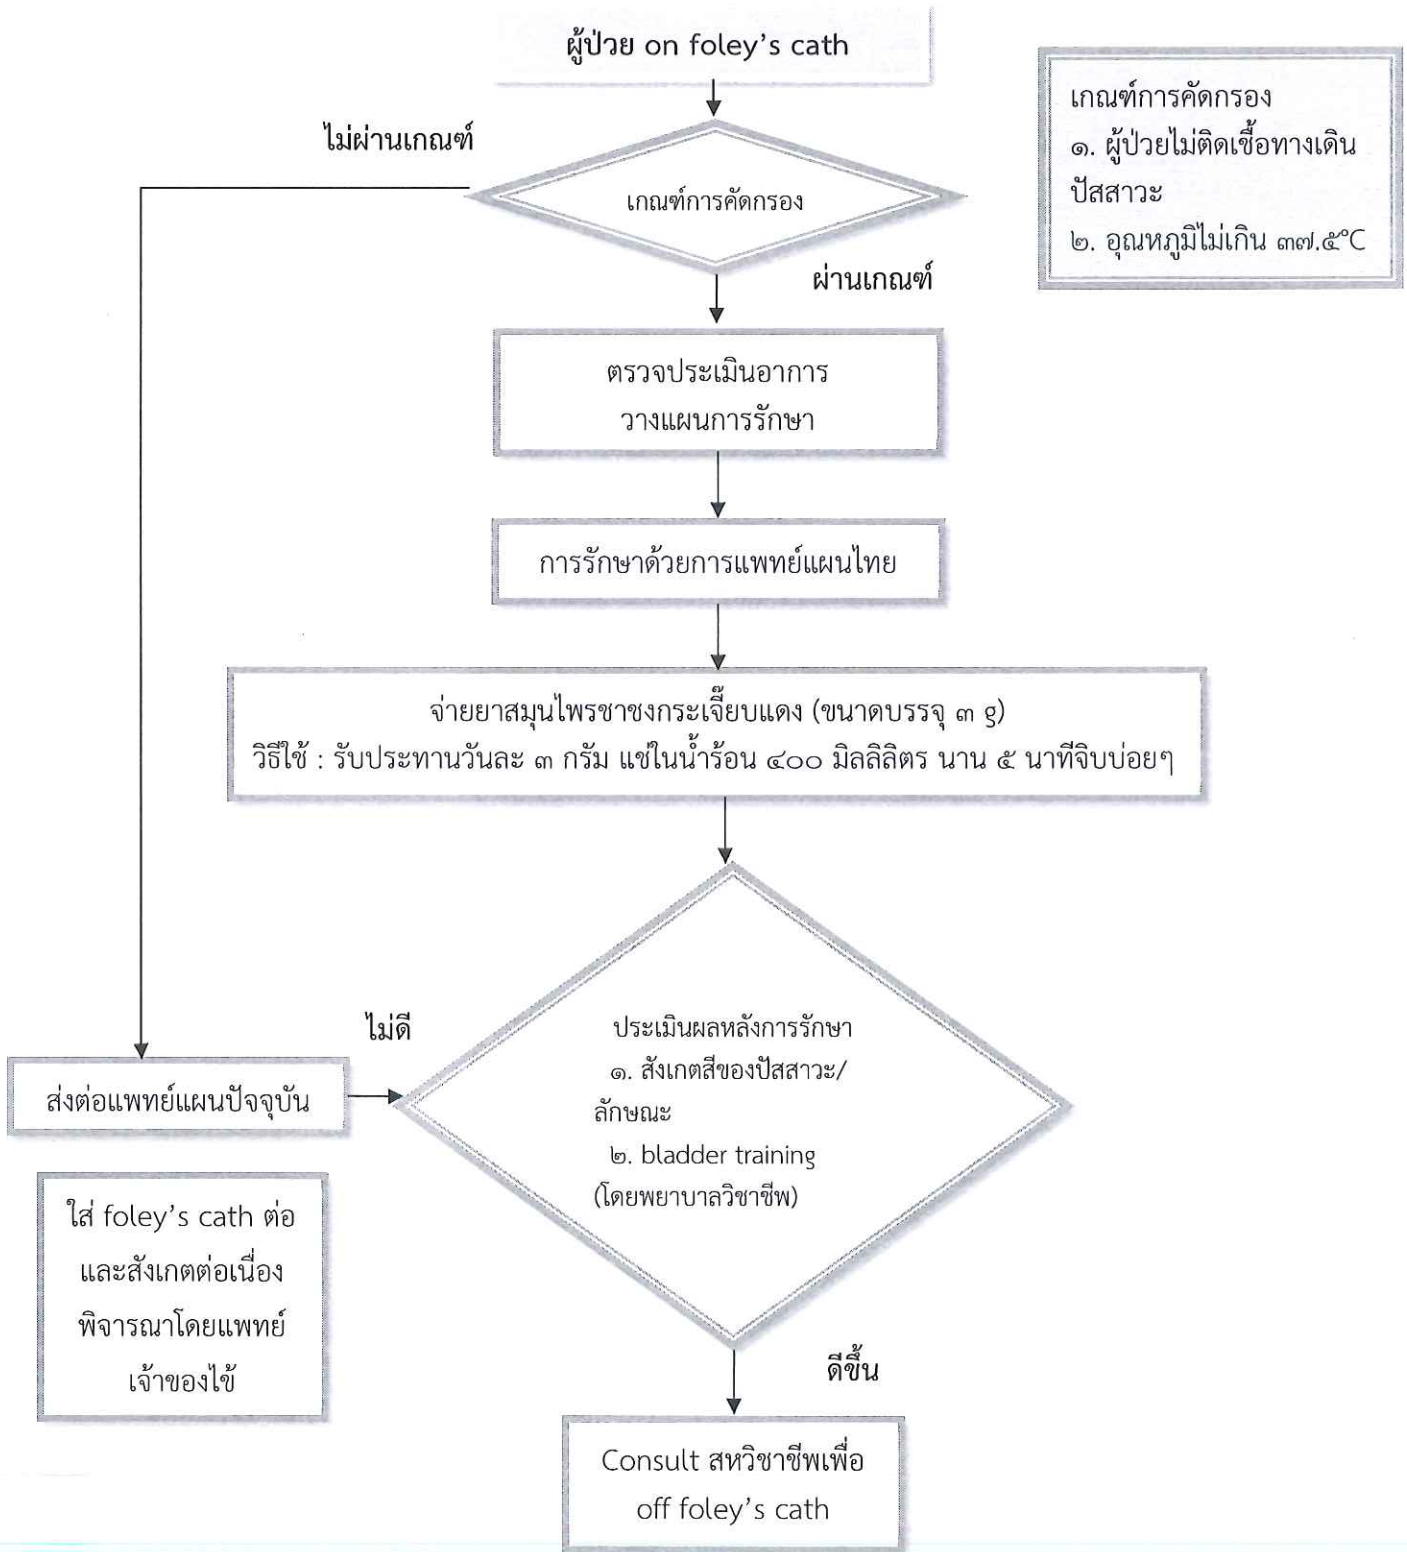 ผู้ป่วย on foley's cath
เกณฑ์การคัดกรอง
๑. ผู้ป่วยไม่ติดเชื้อทางเดิน
ปัสสาวะ
๒. อุณหภูมิไม่เกิน ๓๗.๕°C
ไม่ผ่านเกณฑ์
เกณฑ์การคัดกรอง
ผ่านเกณฑ์
ตรวจประเมินอาการ
วางแผนการรักษา
การรักษาด้วยการแพทย์แผนไทย
จ่ายยาสมุนไพรชาชงกระเจี๊ยบแดง (ขนาดบรรจุ ๓ g)
วิธีใช้ : รับประทานวันละ ๓ กรัม แช่ในน้ำร้อน ๔๐๐ มิลลิลิตร นาน ๕ นาทีจิบบ่อยๆ
ไม่ดี
ประเมินผลหลังการรักษา
๑. สังเกตสีของปัสสาวะ/
ลักษณะ
๒. bladder training
(โดยพยาบาลวิชาชีพ)
ส่งต่อแพทย์แผนปัจจุบัน
ใส่ foley's cath ต่อ
และสังเกตต่อเนื่อง
พิจารณาโดยแพทย์
เจ้าของไข้
ดีขึ้น
Consult สหวิชาชีพเพื่อ
off foley's cath